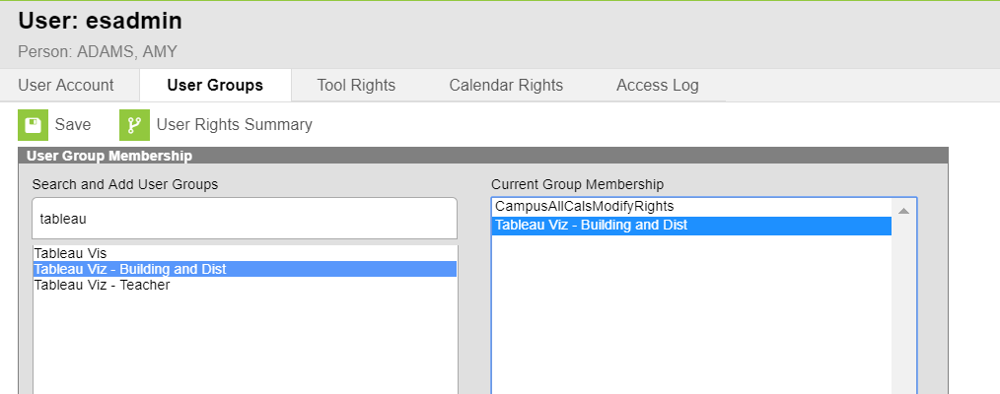 User: esadmin
Person: ADAMS, AMY
User Account User Groups Tool Rights Calendar Rights Access Log
Save User Rights Summary
User Group Membership
Search and Add User Groups
tableau
Tableau Vis
Tableau Viz - Building and Dist
Tableau Viz - Teacher
Current Group Membership
CampusAllCalsModifyRights
Tableau Viz - Building and Dist